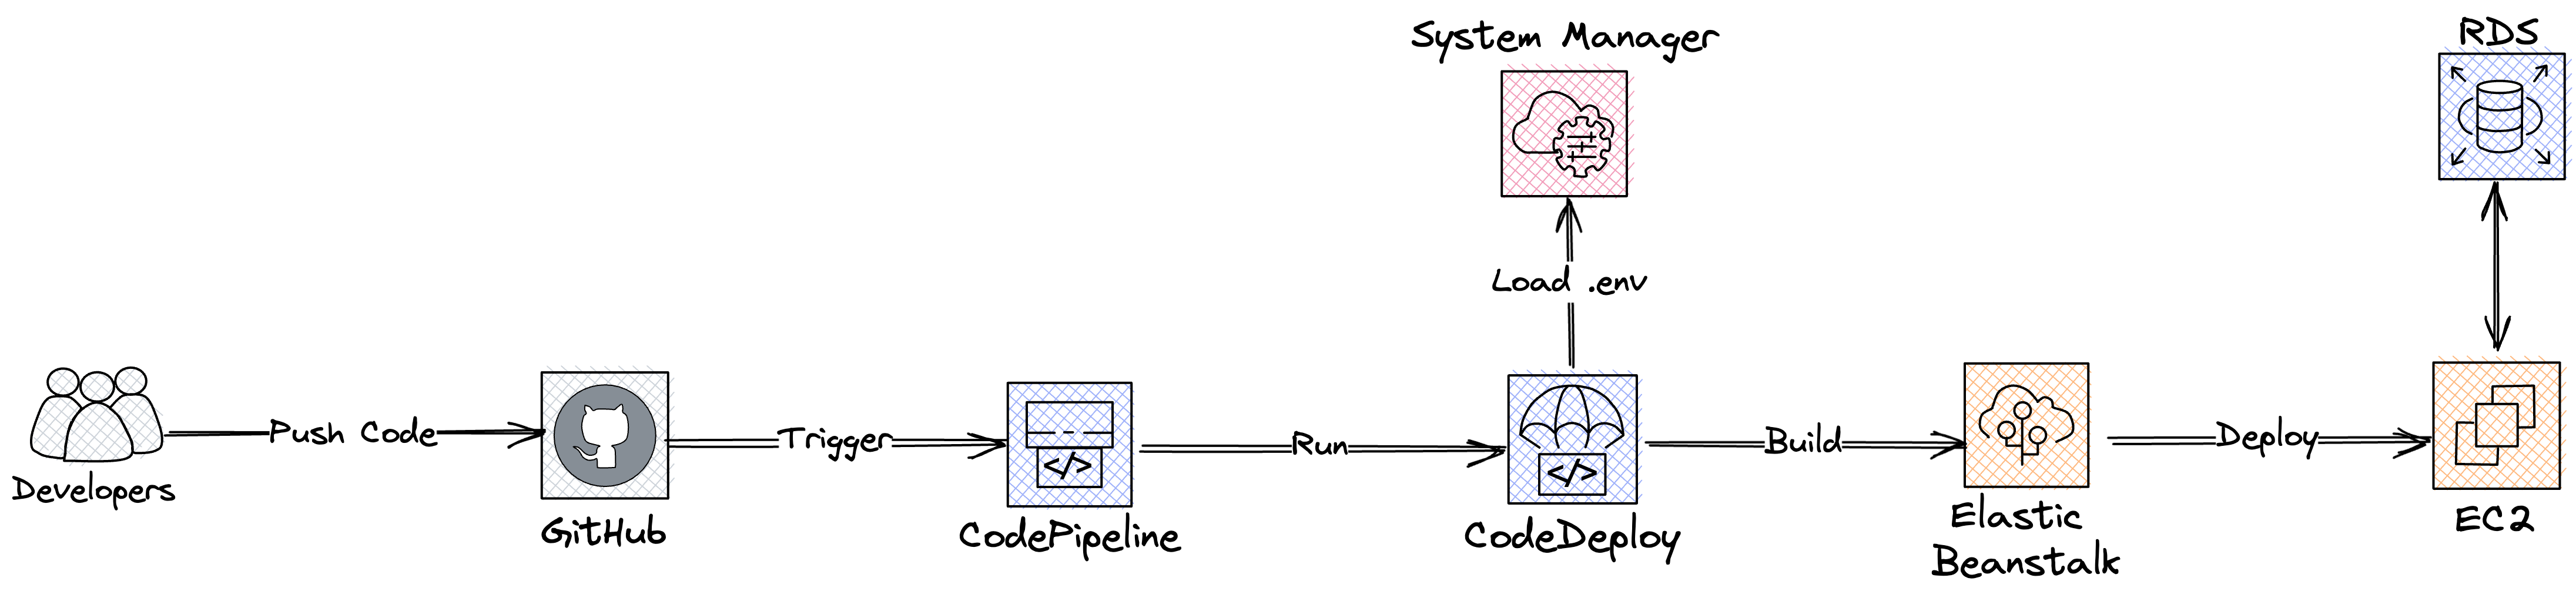 System Manager
RDS
Load .env
Push Code
Trigger
Run
Build
Deploy
</>
</>
Developers
GitHub
CodePipeline
CodeDeploy
Elastic
Beanstalk
EC2